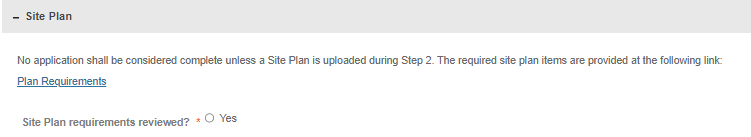 – Site Plan
No application shall be considered complete unless a Site Plan is uploaded during Step 2. The required site plan items are provided at the following link:
Plan Requirements
Site Plan requirements reviewed? * Yes